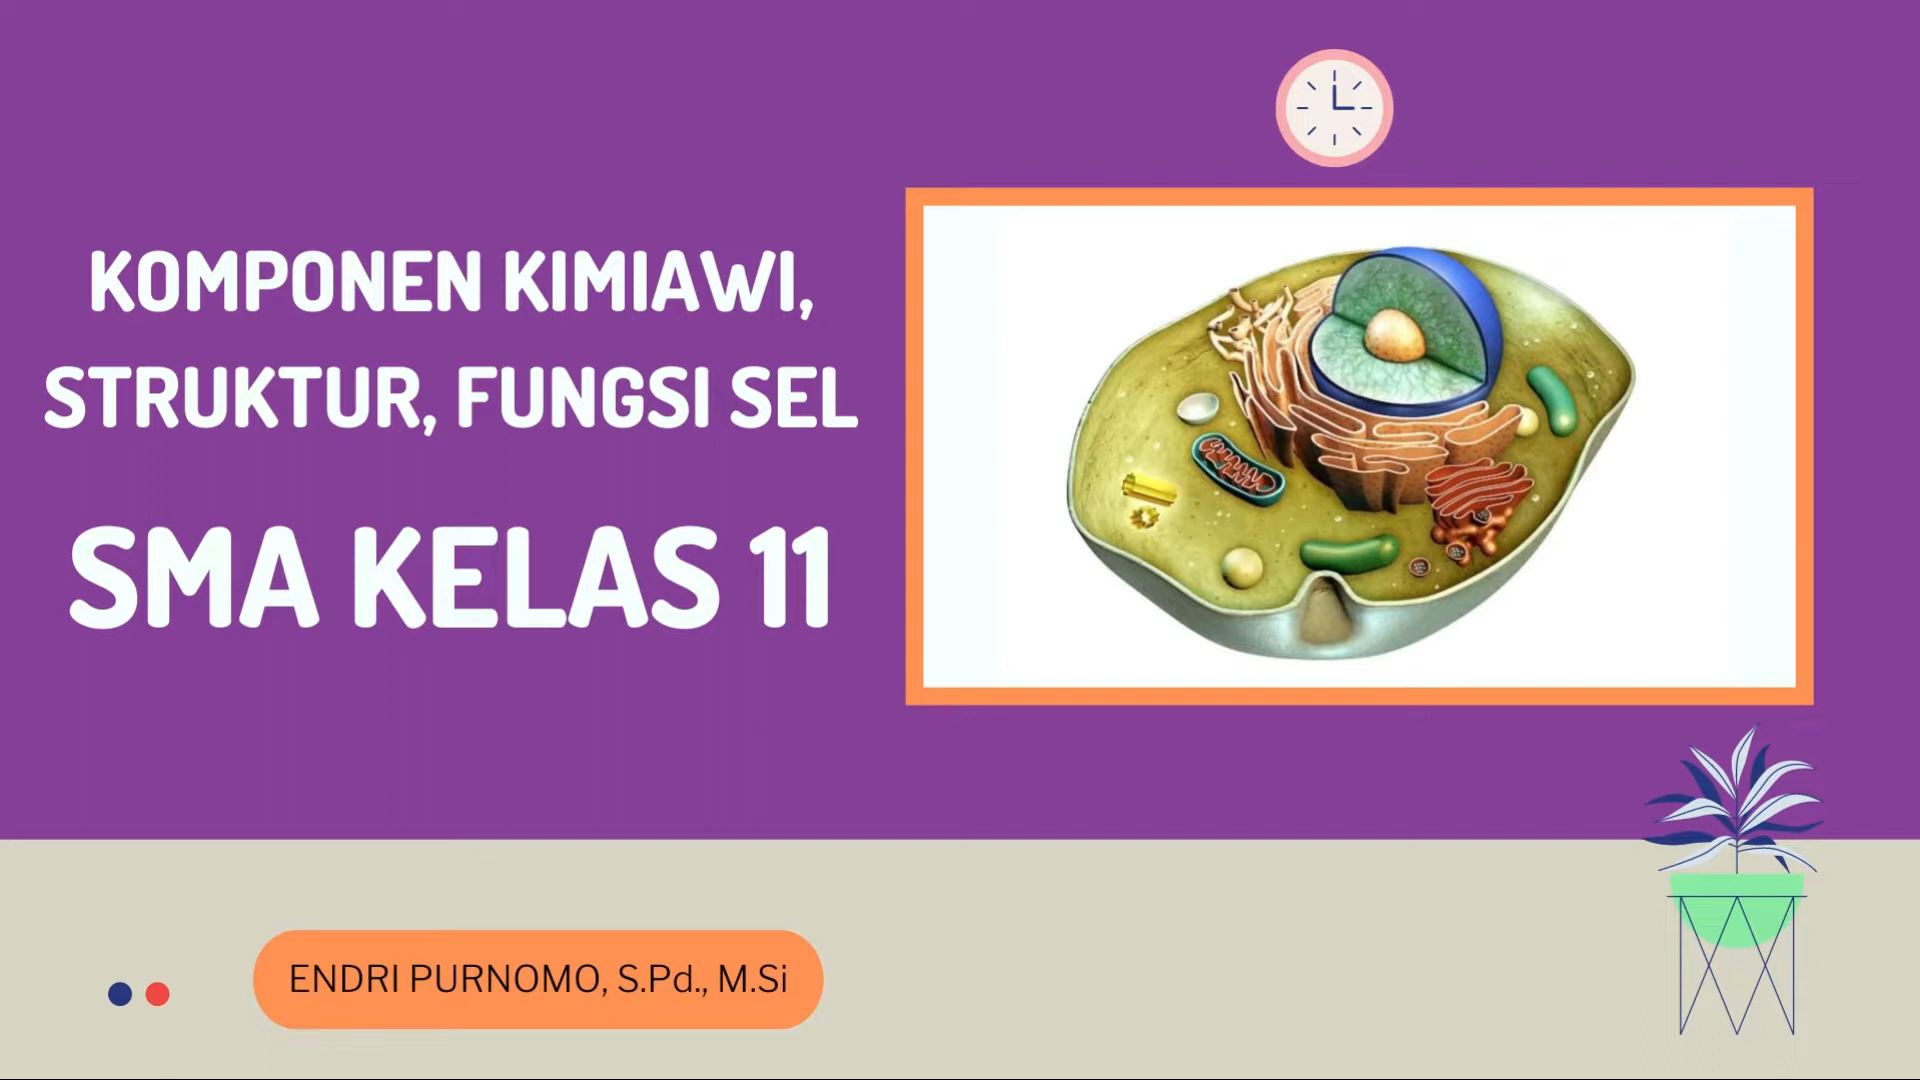 KOMPONEN KIMIAWI,
STRUKTUR, FUNGSI SEL
SMA KELAS 11
ENDRI PURNOMO, S.Pd., M.Si